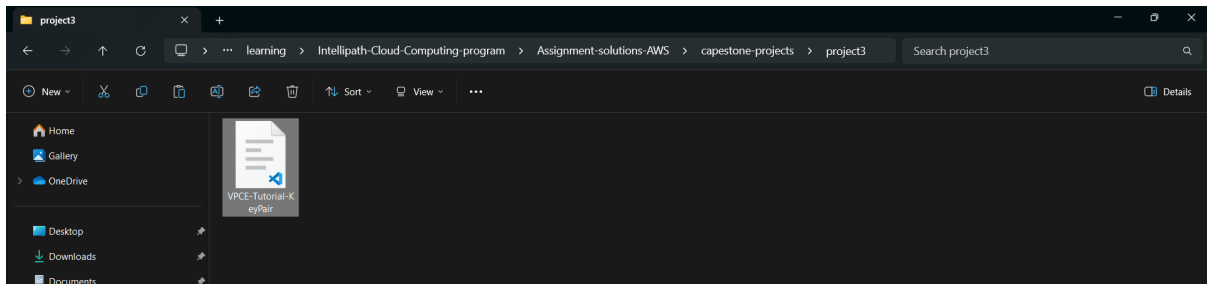 project3
learning > Intellipath-Cloud-Computing-program > Assignment-solutions-AWS > capestone-projects > project3
Search project3
New
Sort
View
Details
Home
Gallery
OneDrive
VPCE-Tutorial-K
eyPair
Desktop
Downloads
Documents